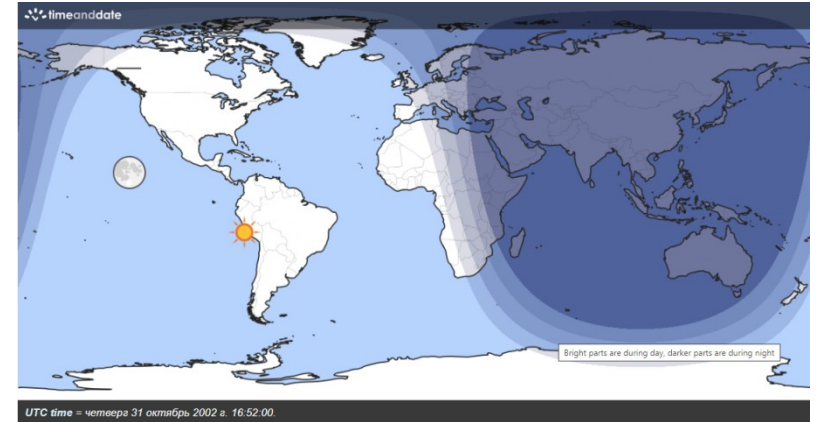 timeanddate
Bright parts are during day, darker parts are during night
UTC time = четверг 31 октябрь 2002 г. 16:52:00.